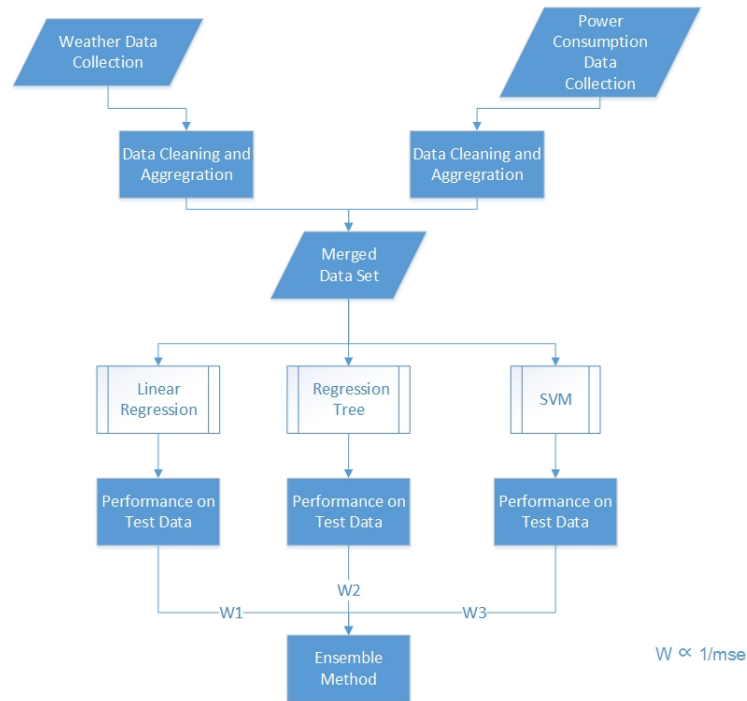 Weather Data
Collection
Power
Consumption
Data
Collection
Data Cleaning and
Aggregration
Data Cleaning and
Aggregration
Merged
Data Set
Linear
Regression
Regression
Tree
SVM
Performance on
Test Data
Performance on
Test Data
Performance on
Test Data
W1
W2
W3
Ensemble
Method
W ∝ 1/mse